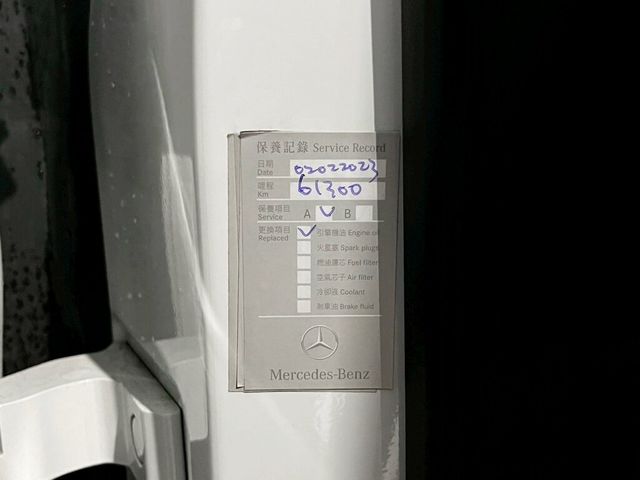 保養記錄 Service Record
日期 Date 02022023
哩程 Km 61300
保養項目 Service A ✓ B
更換項目 Replaced ✓ 引擎機油 Engine oil
火星塞 Spark plugs
燃油濾芯 Fuel filter
空氣芯子 Air filter
冷卻液 Coolant
剎車油 Brake fluid
Mercedes-Benz